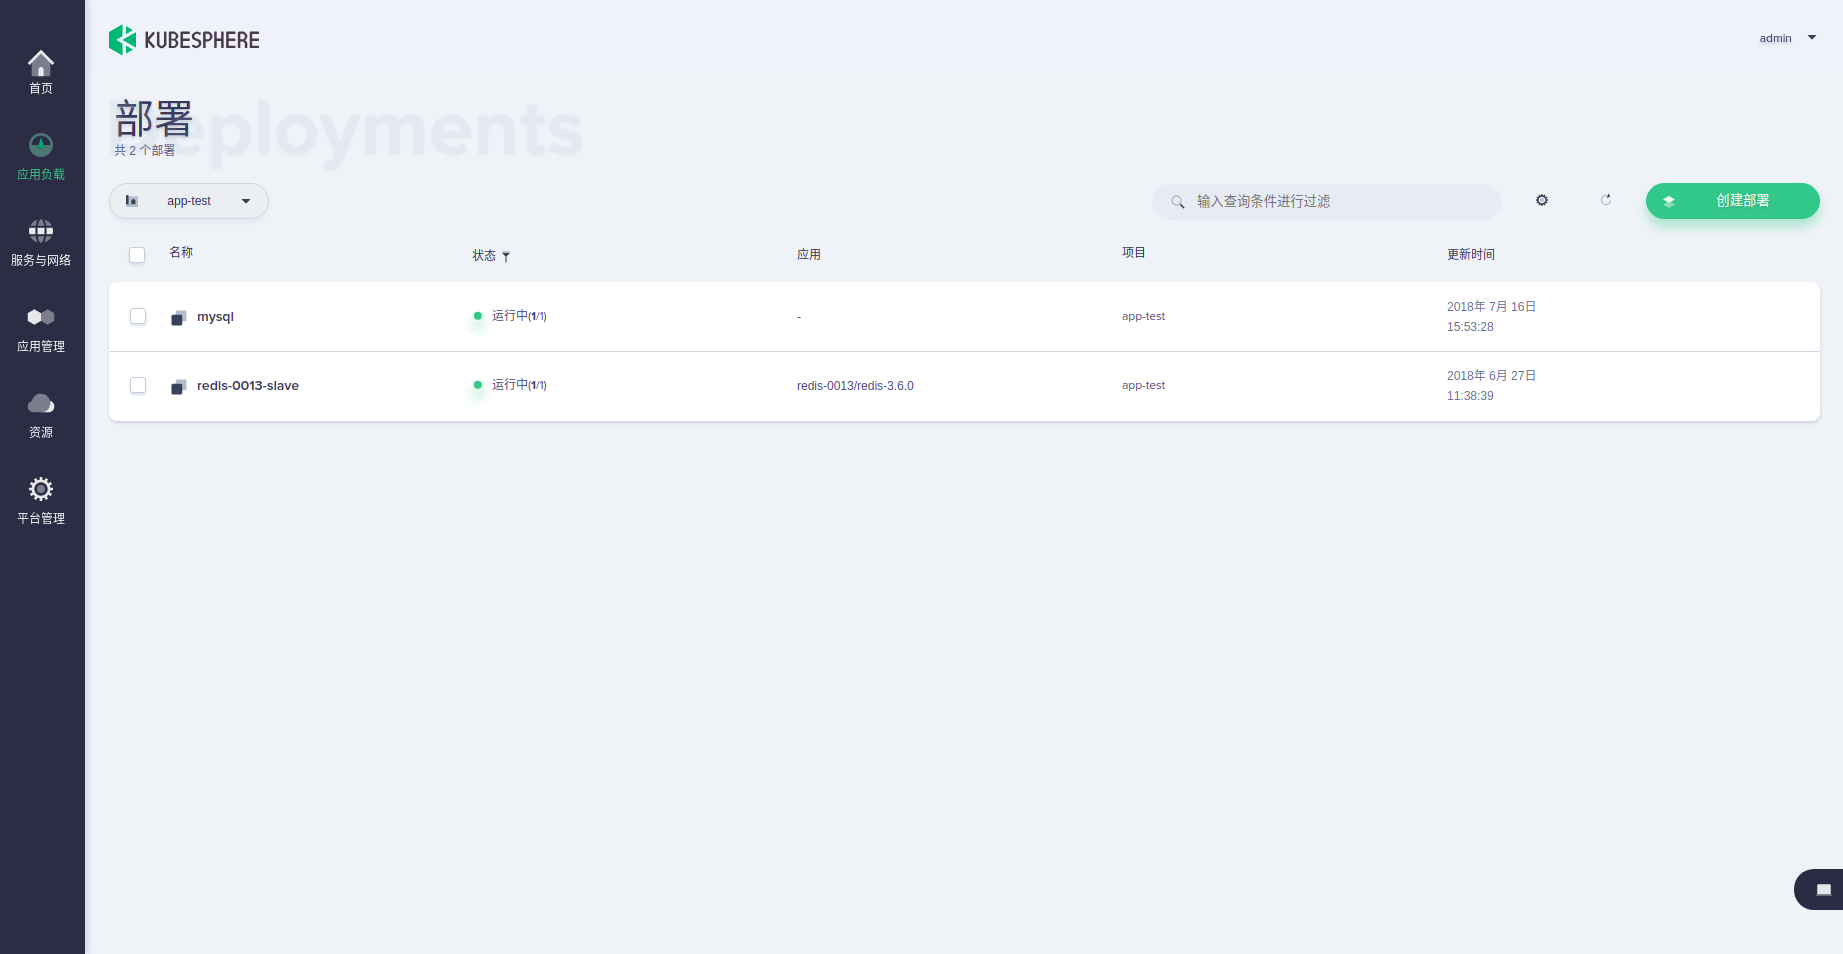 KUBESPHERE
admin
首页
应用负载
服务与网络
应用管理
资源
平台管理
Deployments
部署
共 2 个部署
app-test
输入查询条件进行过滤
创建部署
名称 状态 应用 项目 更新时间
mysql 运行中(1/1) - app-test 2018年 7月 16日
15:53:28
redis-0013-slave 运行中(1/1) redis-0013/redis-3.6.0 app-test 2018年 6月 27日
11:38:39